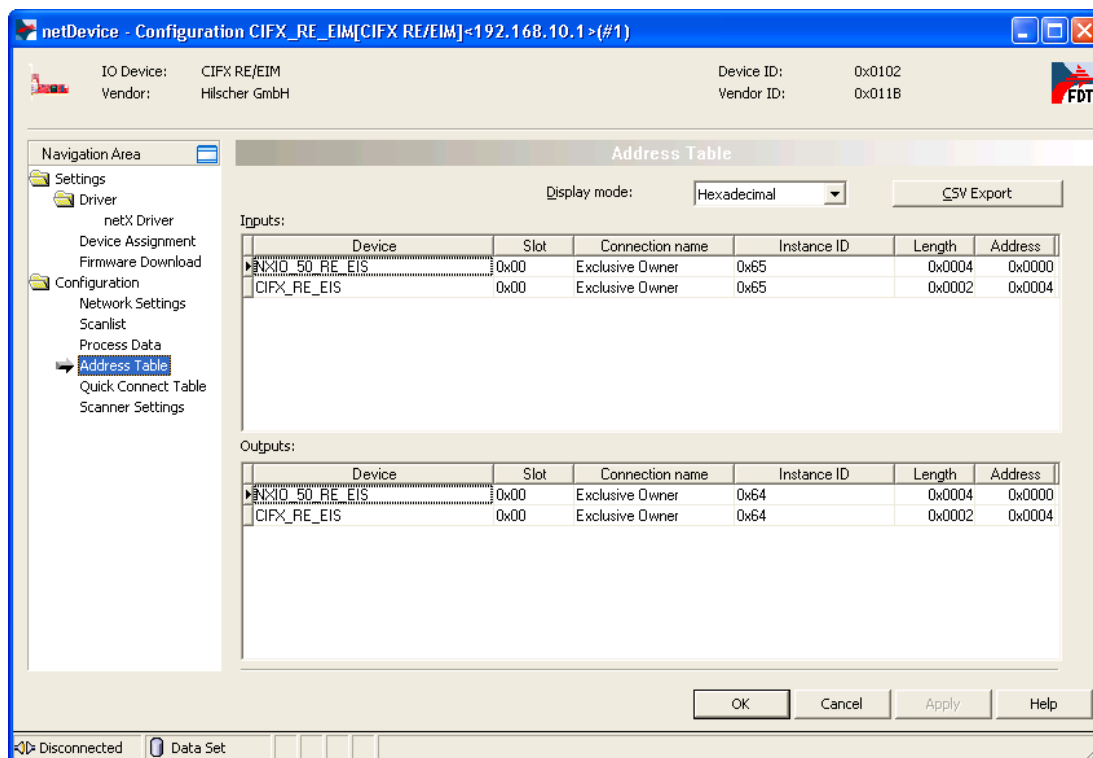 netDevice - Configuration CIFX_RE_EIM[CIFX RE/EIM]<192.168.10.1>(#1)
IO Device: CIFX RE/EIM Device ID: 0x0102
Vendor: Hilscher GmbH Vendor ID: 0x011B
FDT
Navigation Area
Settings
Driver
netX Driver
Device Assignment
Firmware Download
Configuration
Network Settings
Scanlist
Process Data
Address Table
Quick Connect Table
Scanner Settings
Address Table
Display mode: Hexadecimal CSV Export
Inputs:
Device Slot Connection name Instance ID Length Address
NXIO_50_RE_EIS 0x00 Exclusive Owner 0x65 0x0004 0x0000
CIFX_RE_EIS 0x00 Exclusive Owner 0x65 0x0002 0x0004
Outputs:
Device Slot Connection name Instance ID Length Address
NXIO_50_RE_EIS 0x00 Exclusive Owner 0x64 0x0004 0x0000
CIFX_RE_EIS 0x00 Exclusive Owner 0x64 0x0002 0x0004
OK Cancel Apply Help
Disconnected Data Set